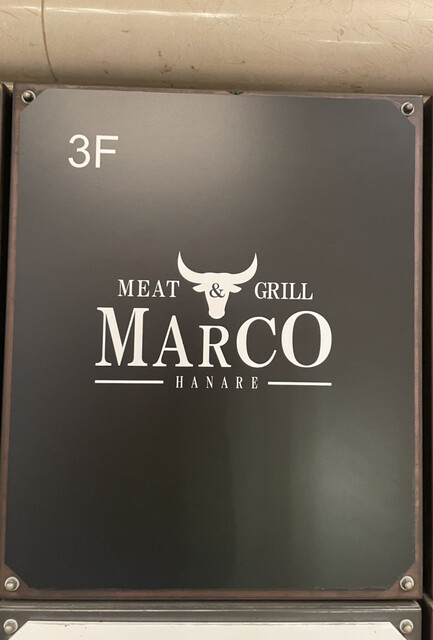 3F
MEAT & GRILL
MARCO
HANARE